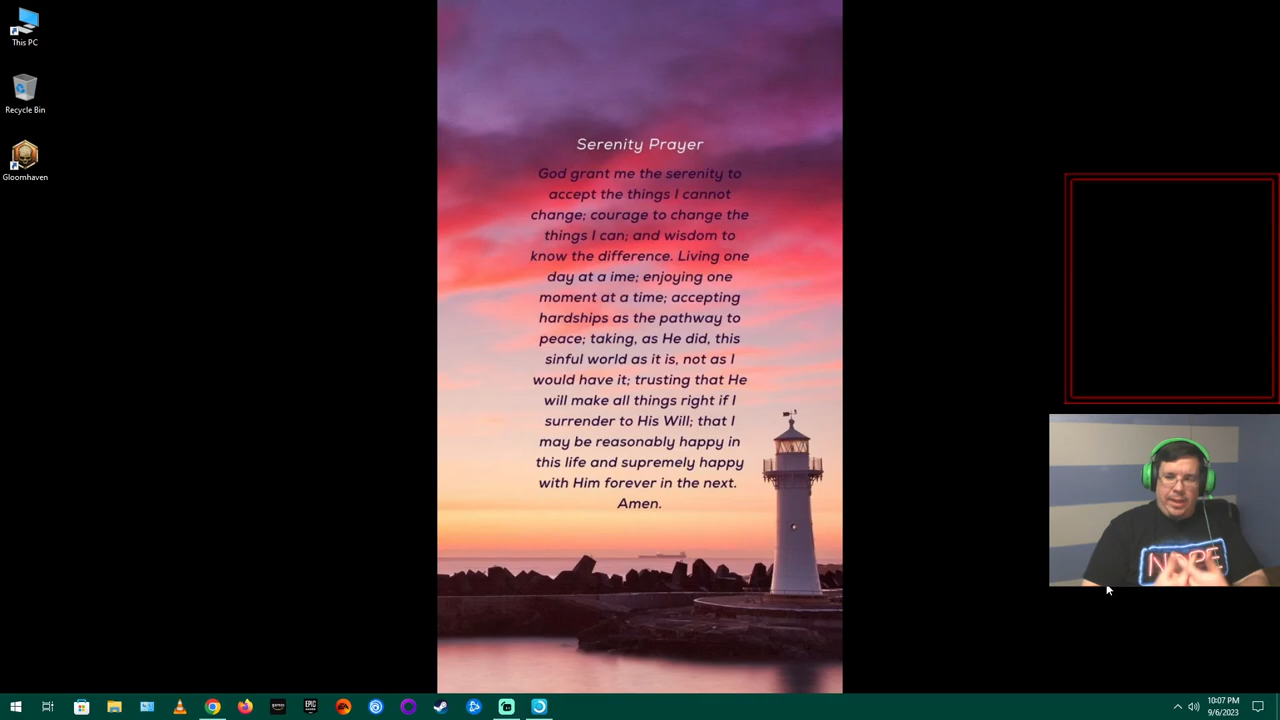 This PC
Recycle Bin
Gloomhaven
Serenity Prayer
God grant me the serenity to
accept the things I cannot
change; courage to change the
things I can; and wisdom to
know the difference. Living one
day at a ime; enjoying one
moment at a time; accepting
hardships as the pathway to
peace; taking, as He did, this
sinful world as it is, not as I
would have it; trusting that He
will make all things right if I
surrender to His Will; that I
may be reasonably happy in
this life and supremely happy
with Him forever in the next.
Amen.
NOPE
EPIC
EA
10:07 PM
9/6/2023